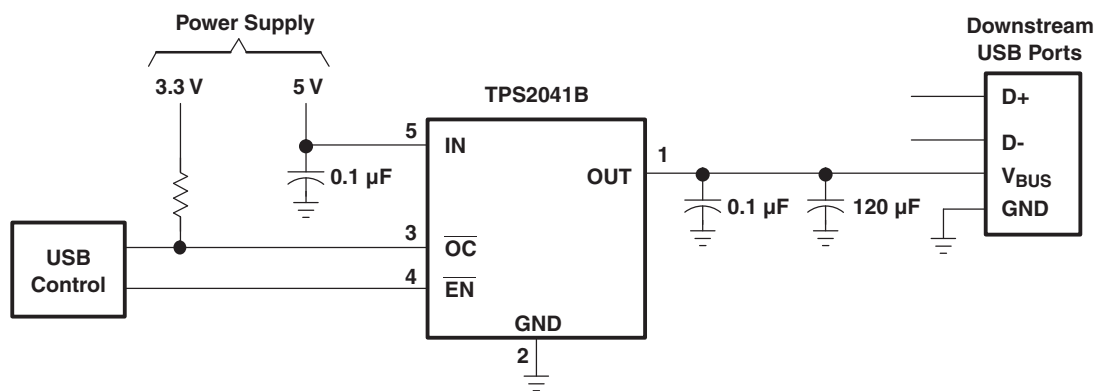 Power Supply
3.3 V
5 V
TPS2041B
Downstream
USB Ports
D+
D-
V_BUS
GND
5
IN
0.1 µF
1
OUT
0.1 µF
120 µF
USB
Control
3
OC
4
EN
GND
2